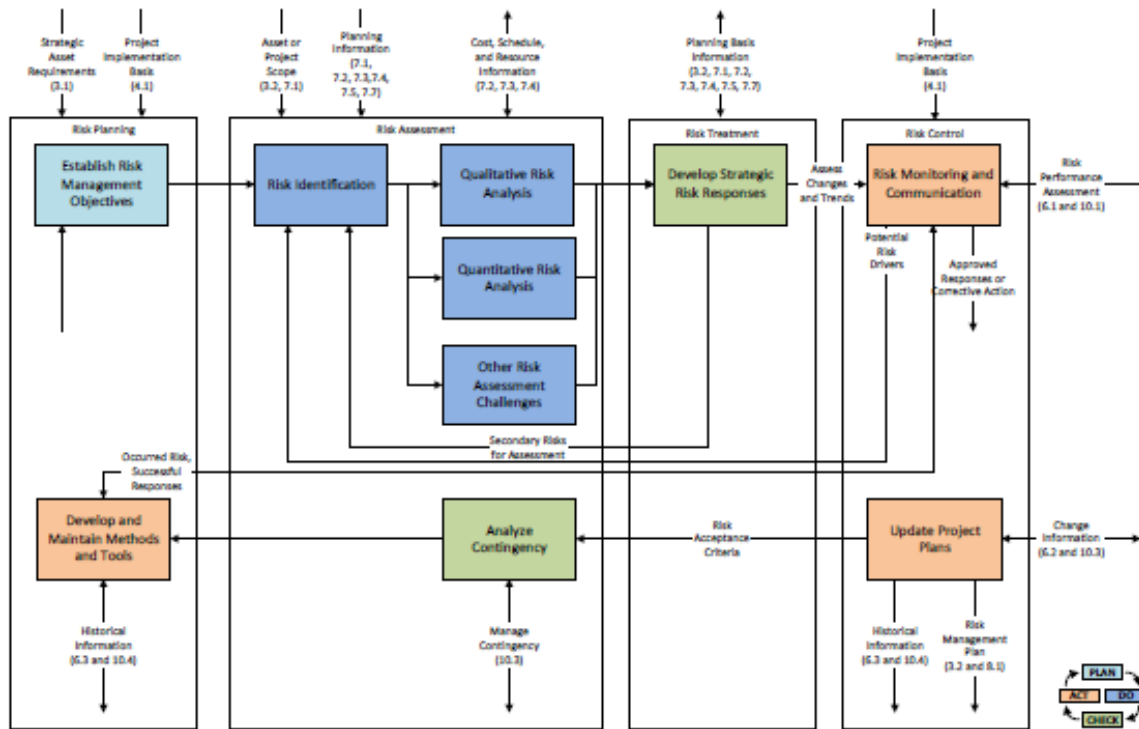 Strategic
Asset
Requirements
(3.1)
Project
Implementation
Basis
(4.1)
Asset or
Project
Scope
(3.2, 7.1)
Planning
Information
(7.1,
7.2, 7.3,7.4,
7.5, 7.7)
Cost, Schedule,
and Resource
Information
(7.2, 7.3, 7.4)
Planning Basis
Information
(3.2, 7.1, 7.2,
7.3, 7.4, 7.5, 7.7)
Project
Implementation
Basis
(4.1)
Risk Planning
Risk Assessment
Risk Treatment
Risk Control
Establish Risk
Management
Objectives
Risk Identification
Qualitative Risk
Analysis
Develop Strategic
Risk Responses
Assess
Changes
and Trends
Risk Monitoring and
Communication
Risk
Performance
Assessment
(6.1 and 10.1)
Potential
Risk
Drivers
Approved
Responses or
Corrective Action
Quantitative Risk
Analysis
Other Risk
Assessment
Challenges
Secondary Risks
for Assessment
Occurred Risk,
Successful
Responses
Develop and
Maintain Methods
and Tools
Analyze
Contingency
Risk
Acceptance
Criteria
Update Project
Plans
Change
Information
(6.2 and 10.3)
Historical
Information
(6.3 and 10.4)
Manage
Contingency
(10.3)
Historical
Information
(6.3 and 10.4)
Risk
Management
Plan
(3.2 and 8.1)
PLAN
ACT
DO
CHECK